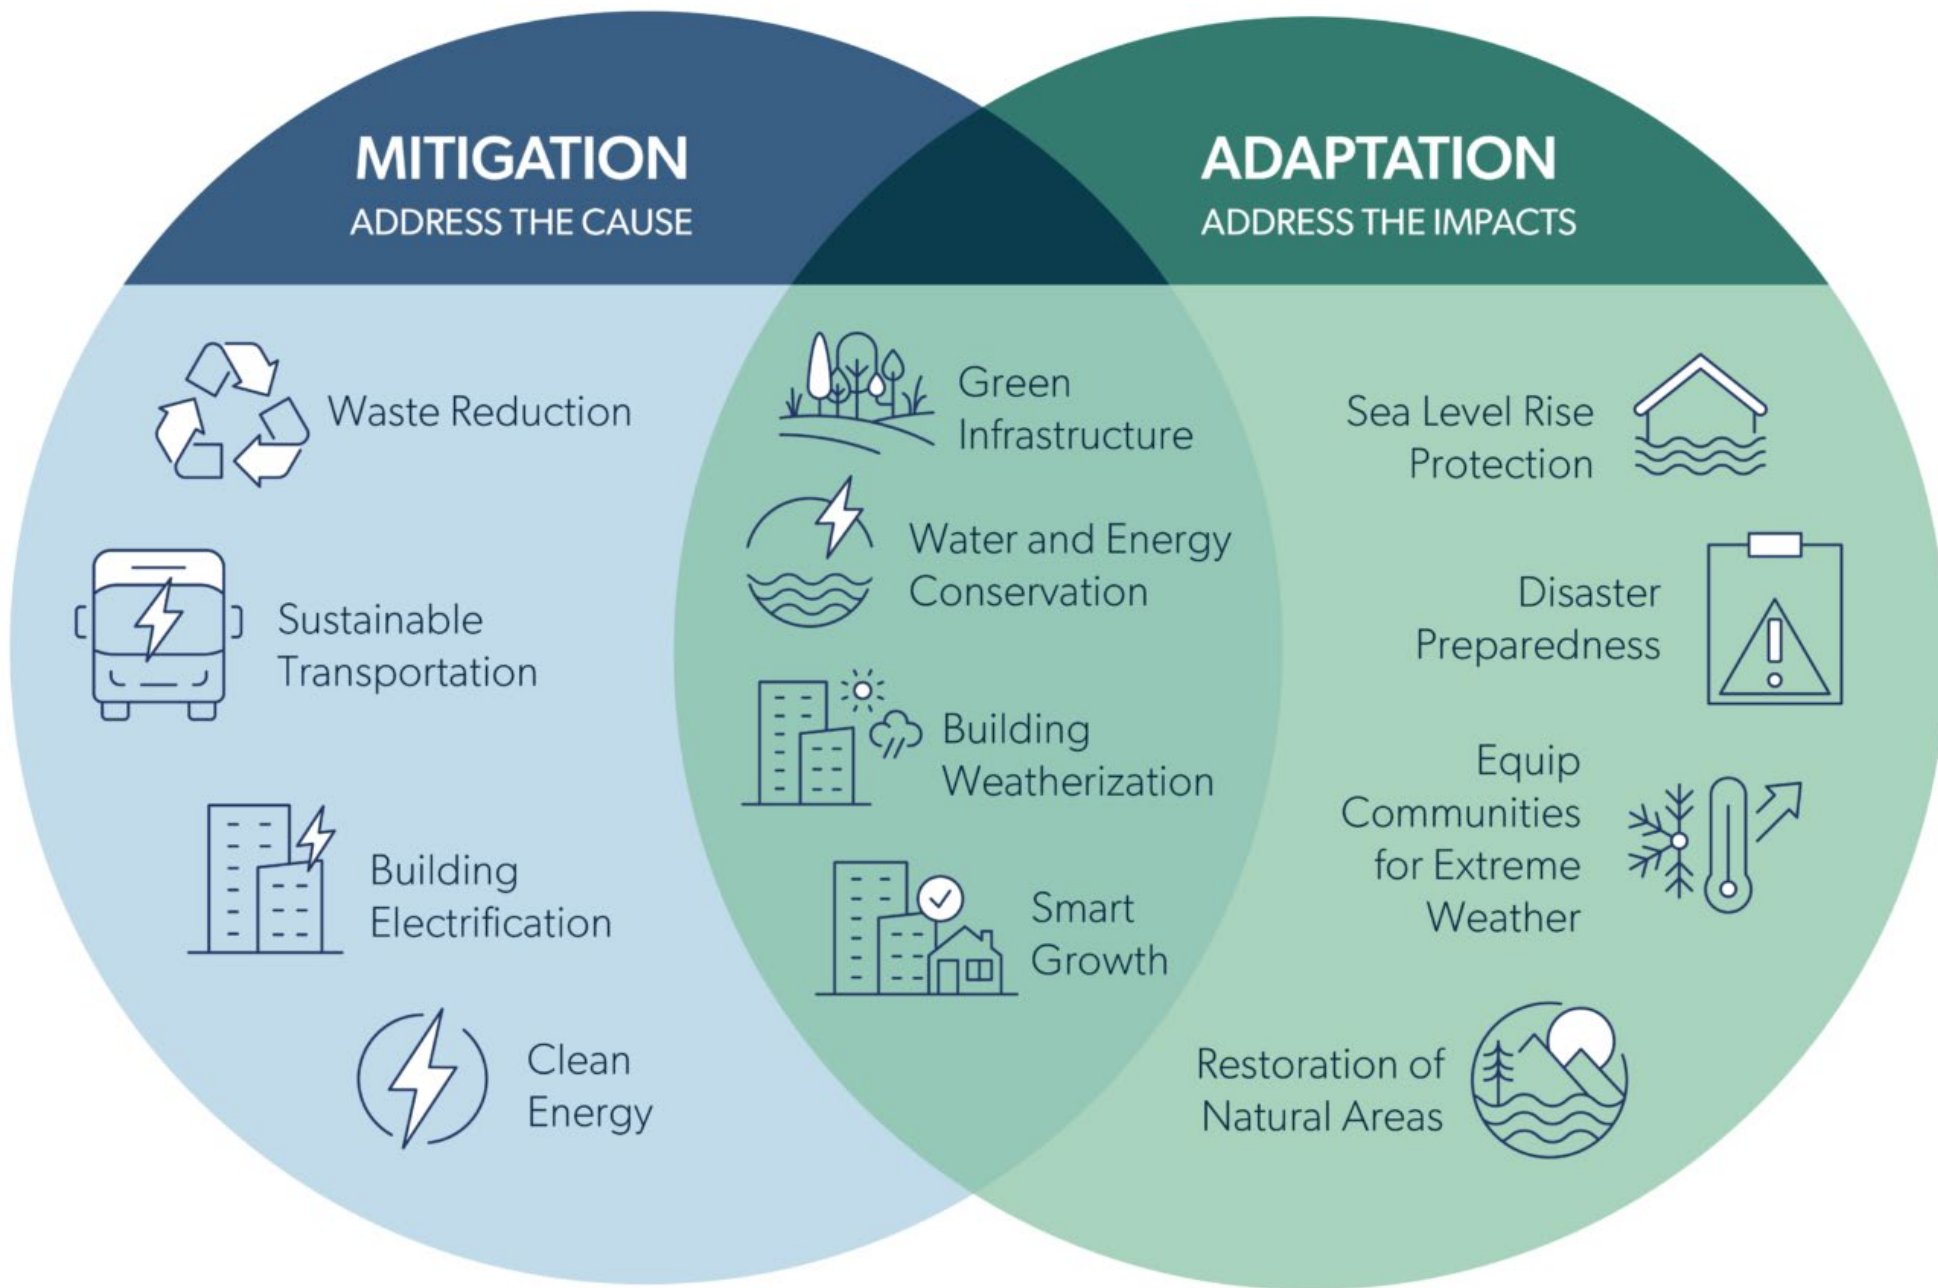 MITIGATION
ADDRESS THE CAUSE
Waste Reduction
Sustainable
Transportation
Building
Electrification
Clean
Energy
Green
Infrastructure
Water and Energy
Conservation
Building
Weatherization
Smart
Growth
ADAPTATION
ADDRESS THE IMPACTS
Sea Level Rise
Protection
Disaster
Preparedness
Equip
Communities
for Extreme
Weather
Restoration of
Natural Areas